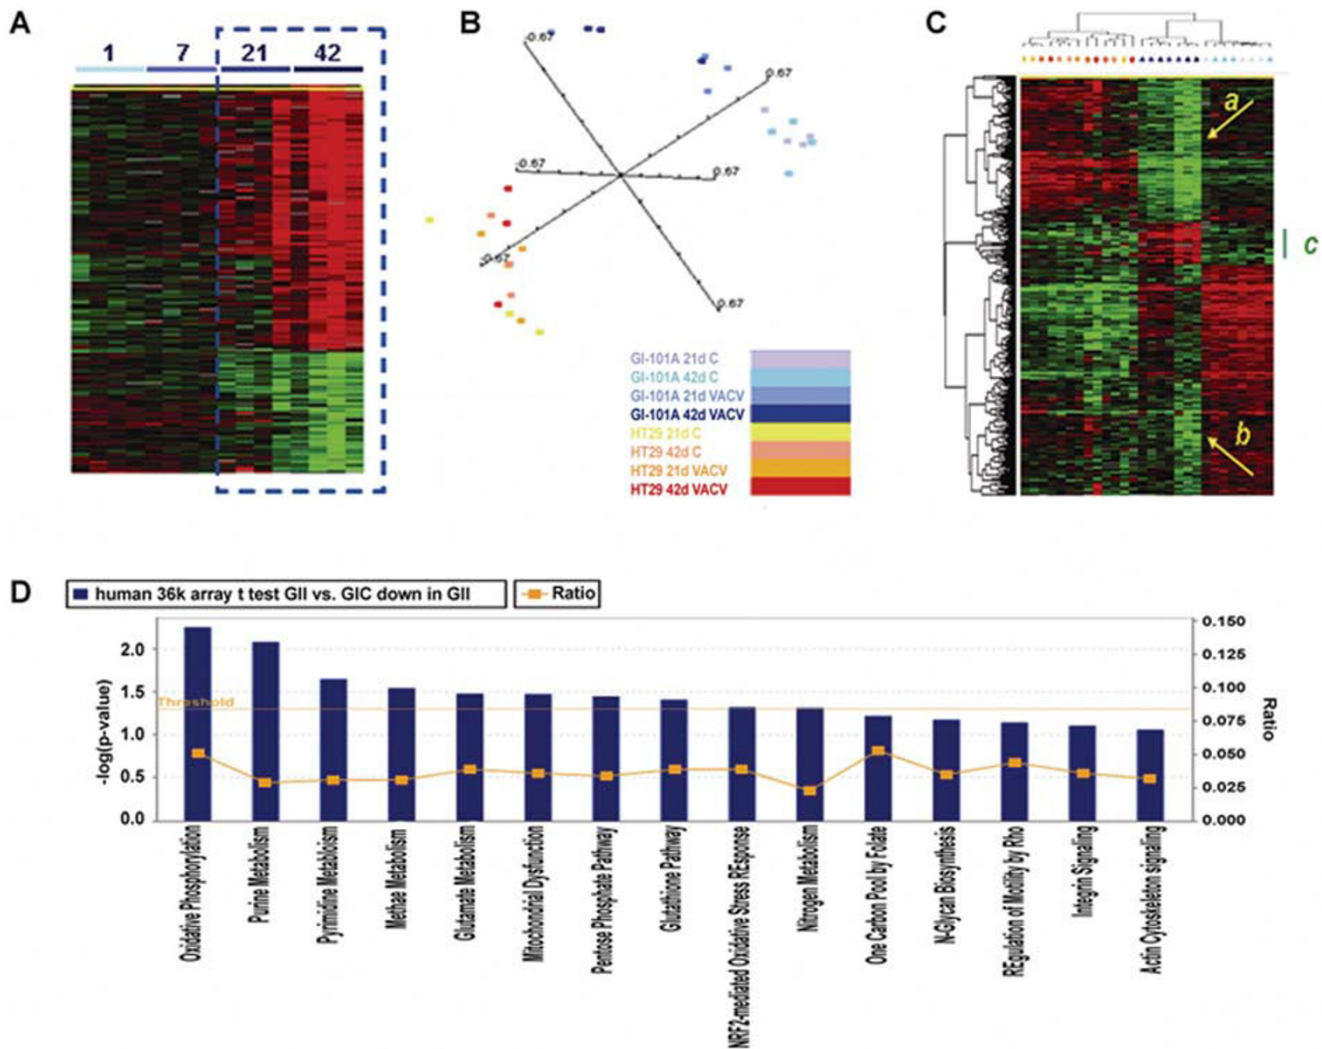 A
1 7 21 42
B
-0.67
0.67
-0.67
0.67
-0.67
0.67
GI-101A 21d C
GI-101A 42d C
GI-101A 21d VACV
GI-101A 42d VACV
HT29 21d C
HT29 42d C
HT29 21d VACV
HT29 42d VACV
C
a
c
b
D
human 36k array t test GII vs. GIC down in GII
Ratio
-log(p-value)
2.0
1.5
1.0
0.5
0.0
Threshold
0.150
0.125
0.100
0.075
0.050
0.025
0.000
Ratio
Oxidative Phosphorylation
Purine Metabolism
Pyrimidine Metabloism
Methae Metabolism
Glutamate Metabolism
Mitochondrial Dysfunction
Pentose Phosphate Pathway
Glutathione Pathway
NRF2-mediated Oxidative Stress REsponse
Nitrogen Metabolism
One Carbon Pool by Folate
N-Glycan Biosynthesis
REgulation of Motility by Rho
Integrin Signaling
Actin Cytoskeleton signaling